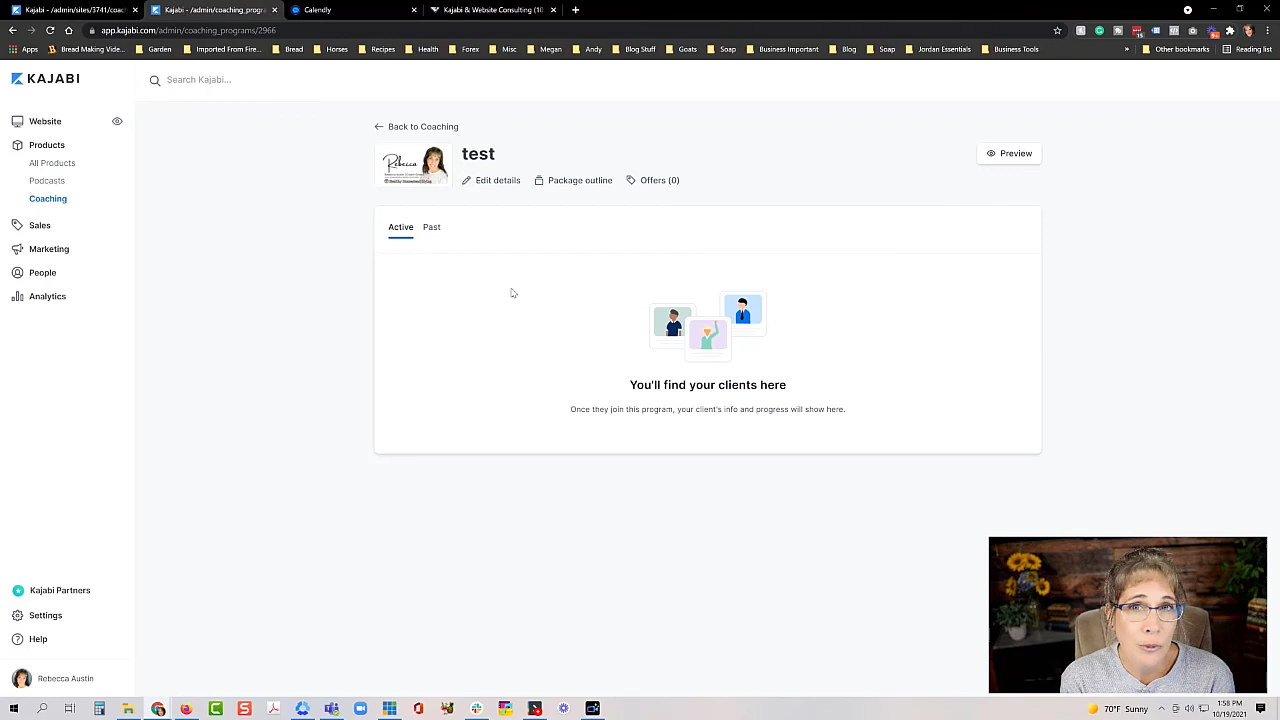 Kajabi - /admin/sites/3741/coac
Kajabi - /admin/coaching_progra
Calendly
Kajabi & Website Consulting (10
app.kajabi.com/admin/coaching_programs/2966
Apps
Bread Making Vide...
Garden
Imported From Fire...
Bread
Horses
Recipes
Health
Forex
Misc
Megan
Andy
Blog Stuff
Goats
Soap
Business Important
Blog
Soap
Jordan Essentials
Business Tools
»
Other bookmarks
Reading list
KAJABI
Search Kajabi...
Website
Products
All Products
Podcasts
Coaching
Sales
Marketing
People
Analytics
Kajabi Partners
Settings
Help
Rebecca Austin
Back to Coaching
Rebecca
test
Edit details
Package outline
Offers (0)
Preview
Active
Past
You'll find your clients here
Once they join this program, your client's info and progress will show here.
70°F Sunny
1:58 PM
10/19/2021